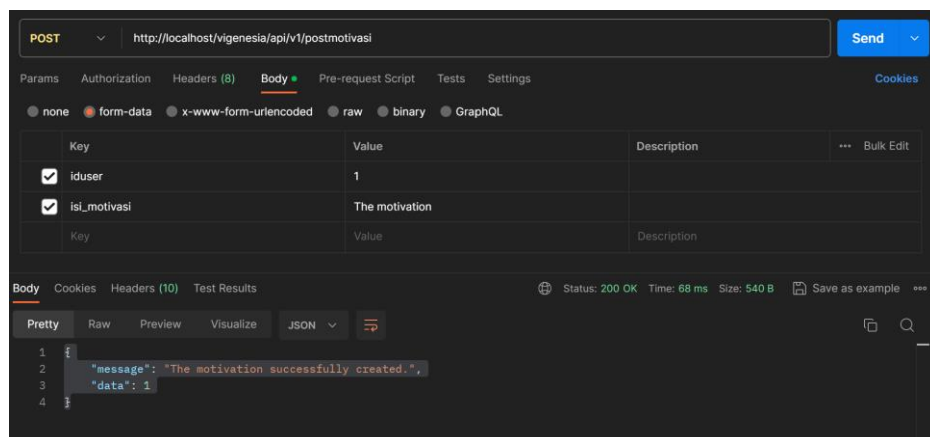 POST http://localhost/vigenesia/api/v1/postmotivasi Send
Params Authorization Headers (8) Body Pre-request Script Tests Settings Cookies
none form-data x-www-form-urlencoded raw binary GraphQL
Key Value Description ••• Bulk Edit
iduser 1
isi_motivasi The motivation
Key Value Description
Body Cookies Headers (10) Test Results Status: 200 OK Time: 68 ms Size: 540 B Save as example
Pretty Raw Preview Visualize JSON
1 {
2 "message": "The motivation successfully created.",
3 "data": 1
4 }